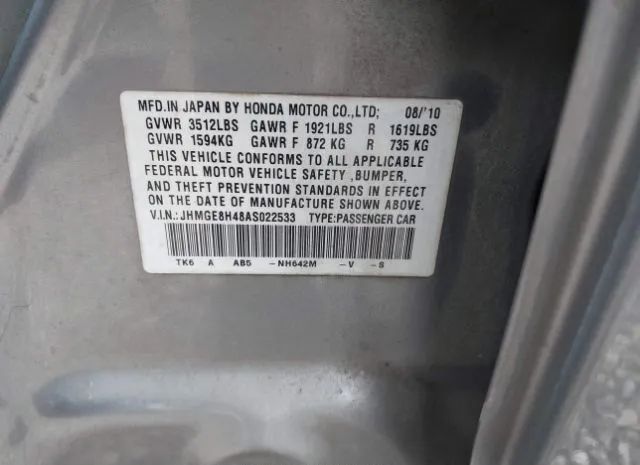 MFD.IN JAPAN BY HONDA MOTOR CO.,LTD; 08/'10
GVWR 3512LBS GAWR F 1921LBS R 1619LBS
GVWR 1594KG GAWR F 872 KG R 735 KG
THIS VEHICLE CONFORMS TO ALL APPLICABLE
FEDERAL MOTOR VEHICLE SAFETY ,BUMPER,
AND THEFT PREVENTION STANDARDS IN EFFECT
ON THE DATE OF MANUFACTURE SHOWN ABOVE.
V.I.N.:JHMGE8H48AS022533 TYPE:PASSENGER CAR
TK6 A AB5 -NH642M -V -S